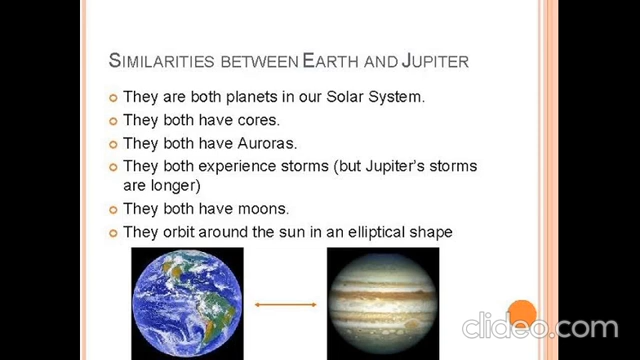 SIMILARITIES BETWEEN EARTH AND JUPITER
They are both planets in our Solar System.
They both have cores.
They both have Auroras.
They both experience storms (but Jupiter's storms
are longer)
They both have moons.
They orbit around the sun in an elliptical shape
clideo.com